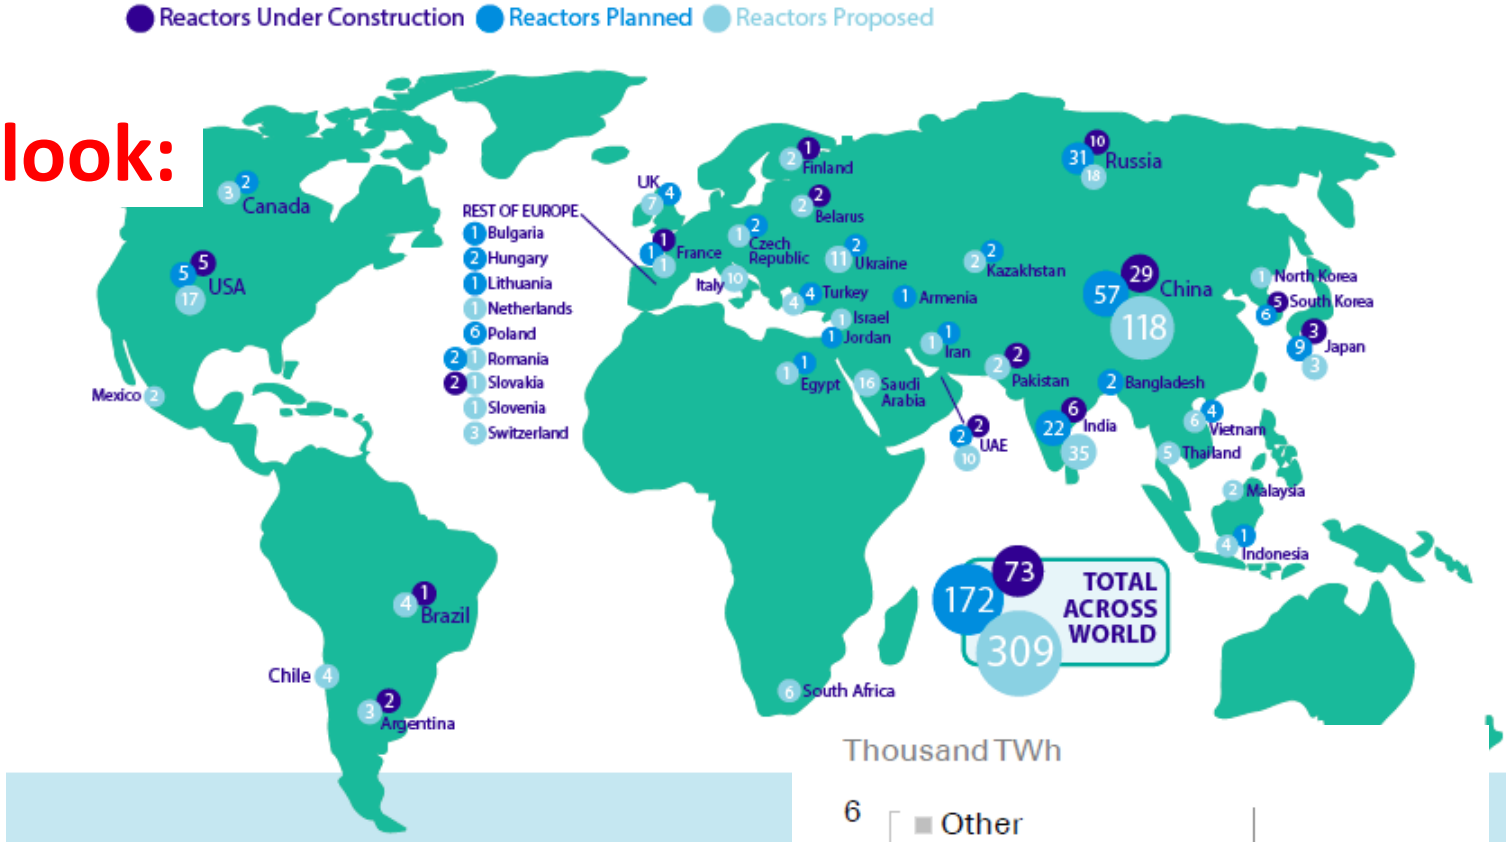 Reactors Under Construction Reactors Planned Reactors Proposed
look:
2
3
Canada
5
5
USA
17
Mexico 2
1
4
Brazil
Chile 4
2
3
Argentina
REST OF EUROPE
1 Bulgaria
2 Hungary
1 Lithuania
1 Netherlands
6 Poland
2 1 Romania
2 1 Slovakia
1 Slovenia
3 Switzerland
UK
4
7
1
1 France
1
Italy 10
1
2
Finland
2
2
Belarus
2
1 Czech
Republic
2
11
Ukraine
4 Turkey
4
1 Israel
1 Jordan
1
1
Egypt
16 Saudi
Arabia
1 Armenia
1
1
Iran
2
2
UAE
10
10
31
Russia
18
2
2
Kazakhstan
2
2
Pakistan
29
57
China
118
2 Bangladesh
6
22
India
35
1 North Korea
5 South Korea
6
3
9
Japan
3
4
6
Vietnam
5 Thailand
2 Malaysia
1
4
Indonesia
6 South Africa
73
172
309
TOTAL
ACROSS
WORLD
Thousand TWh
6
Other